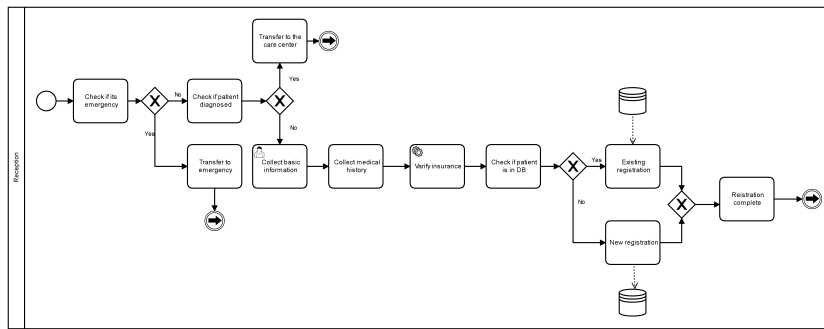 Reception
Check if its
emergency
No
Yes
Check if patient
diagnosed
Transfer to the
care center
Yes
No
Transfer to
emergency
Collect basic
information
Collect medical
history
Varify insurance
Check if patient
is in DB
Yes
No
Existing
registration
New registration
Reistration
complete